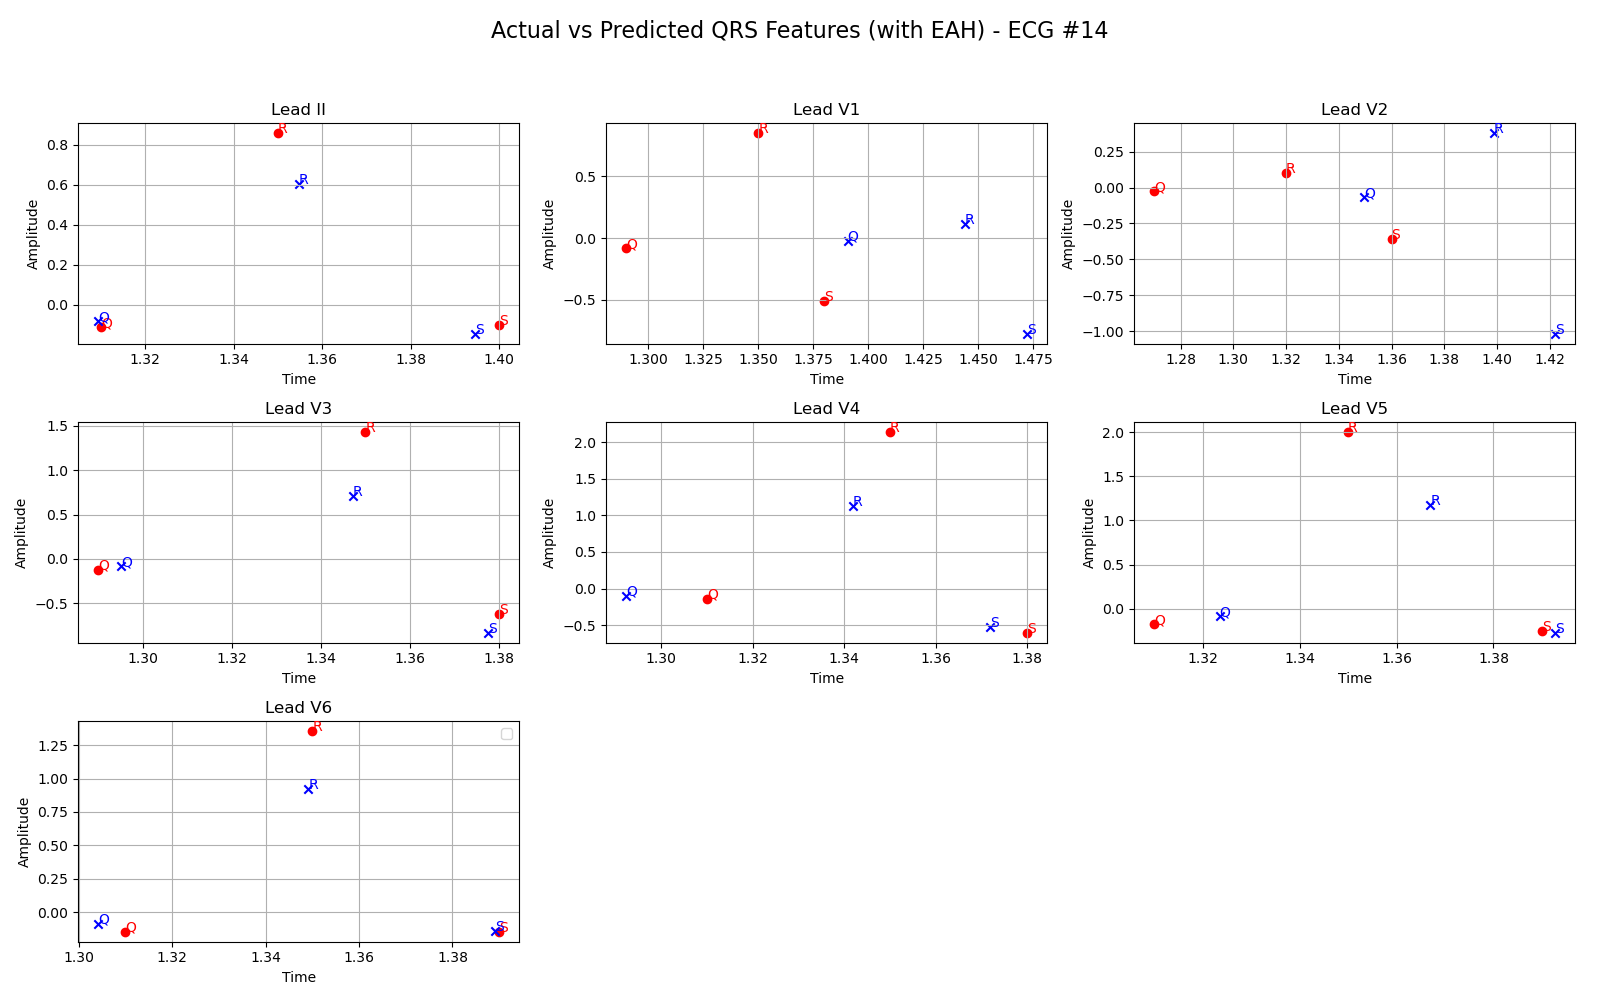 Actual vs Predicted QRS Features (with EAH) - ECG #14
Lead II
Amplitude
0.8
0.6
0.4
0.2
0.0
R
R
Q
Q
S
S
1.32
1.34
1.36
1.38
1.40
Time
Lead V1
Amplitude
0.5
0.0
−0.5
R
R
Q
Q
S
S
1.300
1.325
1.350
1.375
1.400
1.425
1.450
1.475
Time
Lead V2
Amplitude
0.25
0.00
−0.25
−0.50
−0.75
−1.00
R
R
Q
Q
S
S
1.28
1.30
1.32
1.34
1.36
1.38
1.40
1.42
Time
Lead V3
Amplitude
1.5
1.0
0.5
0.0
−0.5
R
R
Q
Q
S
S
1.30
1.32
1.34
1.36
1.38
Time
Lead V4
Amplitude
2.0
1.5
1.0
0.5
0.0
−0.5
R
R
Q
Q
S
S
1.30
1.32
1.34
1.36
1.38
Time
Lead V5
Amplitude
2.0
1.5
1.0
0.5
0.0
R
R
Q
Q
S
S
1.32
1.34
1.36
1.38
Time
Lead V6
Amplitude
1.25
1.00
0.75
0.50
0.25
0.00
R
R
Q
Q
S
S
1.30
1.32
1.34
1.36
1.38
Time